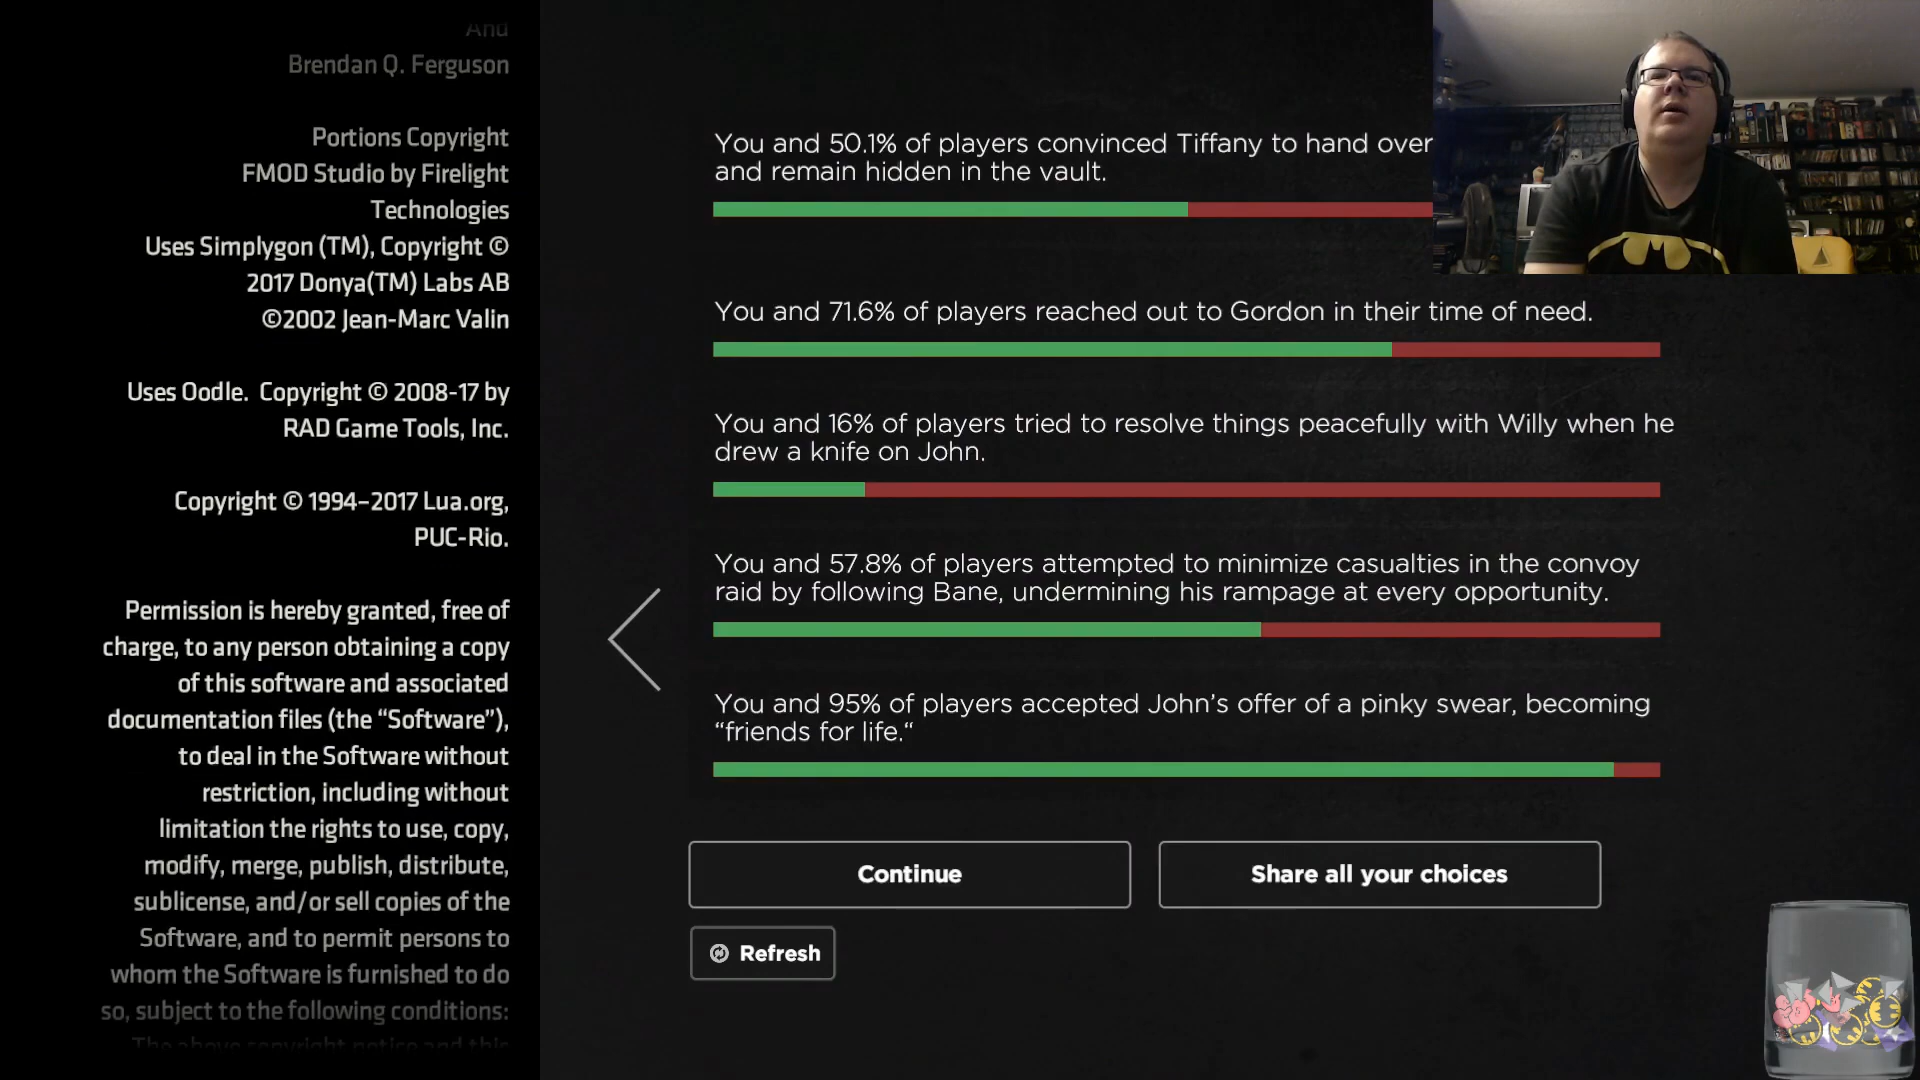 And
Brendan Q. Ferguson
Portions Copyright
FMOD Studio by Firelight
Technologies
Uses Simplygon (TM), Copyright ©
2017 Donya(TM) Labs AB
©2002 Jean-Marc Valin
Uses Oodle. Copyright © 2008-17 by
RAD Game Tools, Inc.
Copyright © 1994–2017 Lua.org,
PUC-Rio.
Permission is hereby granted, free of
charge, to any person obtaining a copy
of this software and associated
documentation files (the “Software”),
to deal in the Software without
restriction, including without
limitation the rights to use, copy,
modify, merge, publish, distribute,
sublicense, and/or sell copies of the
Software, and to permit persons to
whom the Software is furnished to do
so, subject to the following conditions:
The above copyright notice and this
You and 50.1% of players convinced Tiffany to hand over
and remain hidden in the vault.
You and 71.6% of players reached out to Gordon in their time of need.
You and 16% of players tried to resolve things peacefully with Willy when he
drew a knife on John.
You and 57.8% of players attempted to minimize casualties in the convoy
raid by following Bane, undermining his rampage at every opportunity.
You and 95% of players accepted John’s offer of a pinky swear, becoming
“friends for life.“
Continue
Share all your choices
Refresh